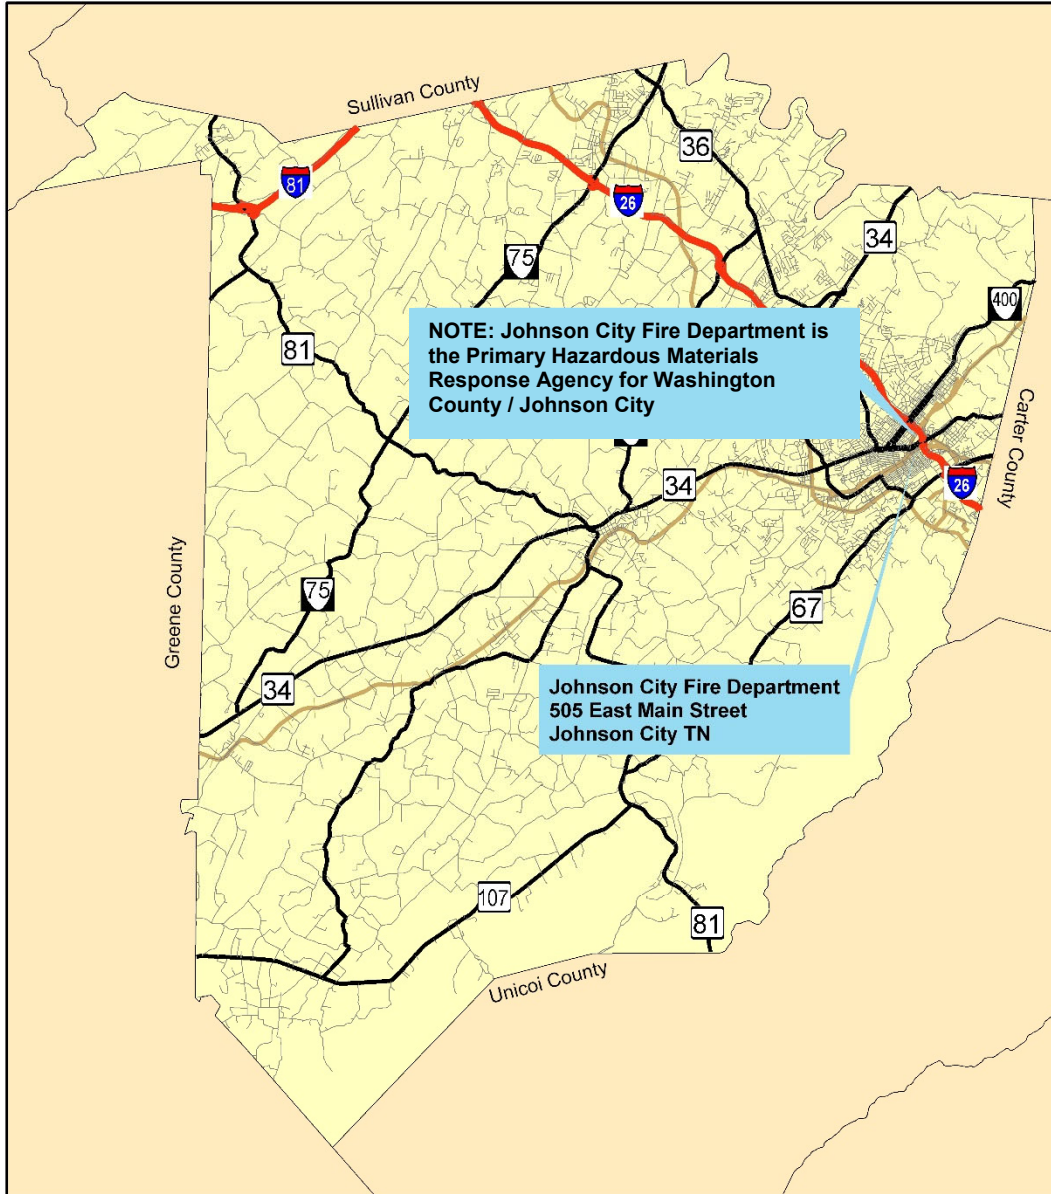 Sullivan County
36
81
26
34
75
400
NOTE: Johnson City Fire Department is
the Primary Hazardous Materials
Response Agency for Washington
County / Johnson City
81
Carter County
34
26
Greene County
75
67
34
Johnson City Fire Department
505 East Main Street
Johnson City TN
107
81
Unicoi County